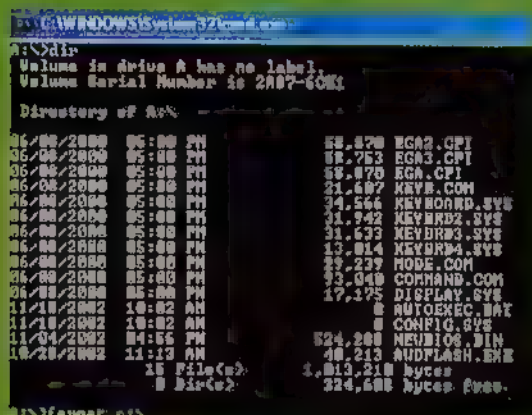 C:\WINDOWS\System32\
A:\>dir
Volume in drive A has no label.
Volume Serial Number is
Directory of A:\
06/08/2000 05:00 PM 58,870 EGA2.CPI
06/08/2000 05:00 PM 58,753 EGA3.CPI
06/08/2000 05:00 PM 58,870 EGA.CPI
06/08/2000 05:00 PM 21,607 KEYB.COM
06/08/2000 05:00 PM 34,566 KEYBOARD.SYS
06/08/2000 05:00 PM 31,942 KEYBRD2.SYS
06/08/2000 05:00 PM 31,633 KEYBRD3.SYS
06/08/2000 05:00 PM 13,014 KEYBRD4.SYS
06/08/2000 05:00 PM 29,239 MODE.COM
06/08/2000 05:00 PM 93,040 COMMAND.COM
06/08/2000 05:00 PM 17,175 DISPLAY.SYS
11/18/2002 10:02 AM 0 AUTOEXEC.BAT
11/18/2002 10:02 AM 0 CONFIG.SYS
11/04/2002 04:56 PM 524,288 NEWBIOS.BIN
10/28/2002 11:13 AM 40,213 AWDFLASH.EXE
15 File(s) 1,013,210 bytes
0 Dir(s) 324,608 bytes free.